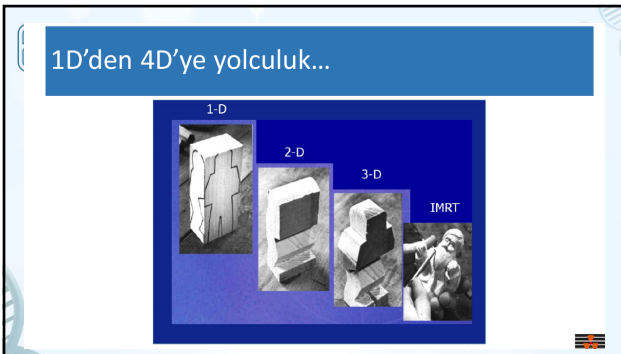 1D’den 4D’ye yolculuk…
1-D
2-D
3-D
IMRT